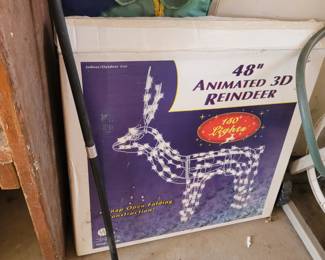 Indoor/Outdoor Use
48"
ANIMATED 3D
REINDEER
140
Lights
Snap Open-Folding
Construction!